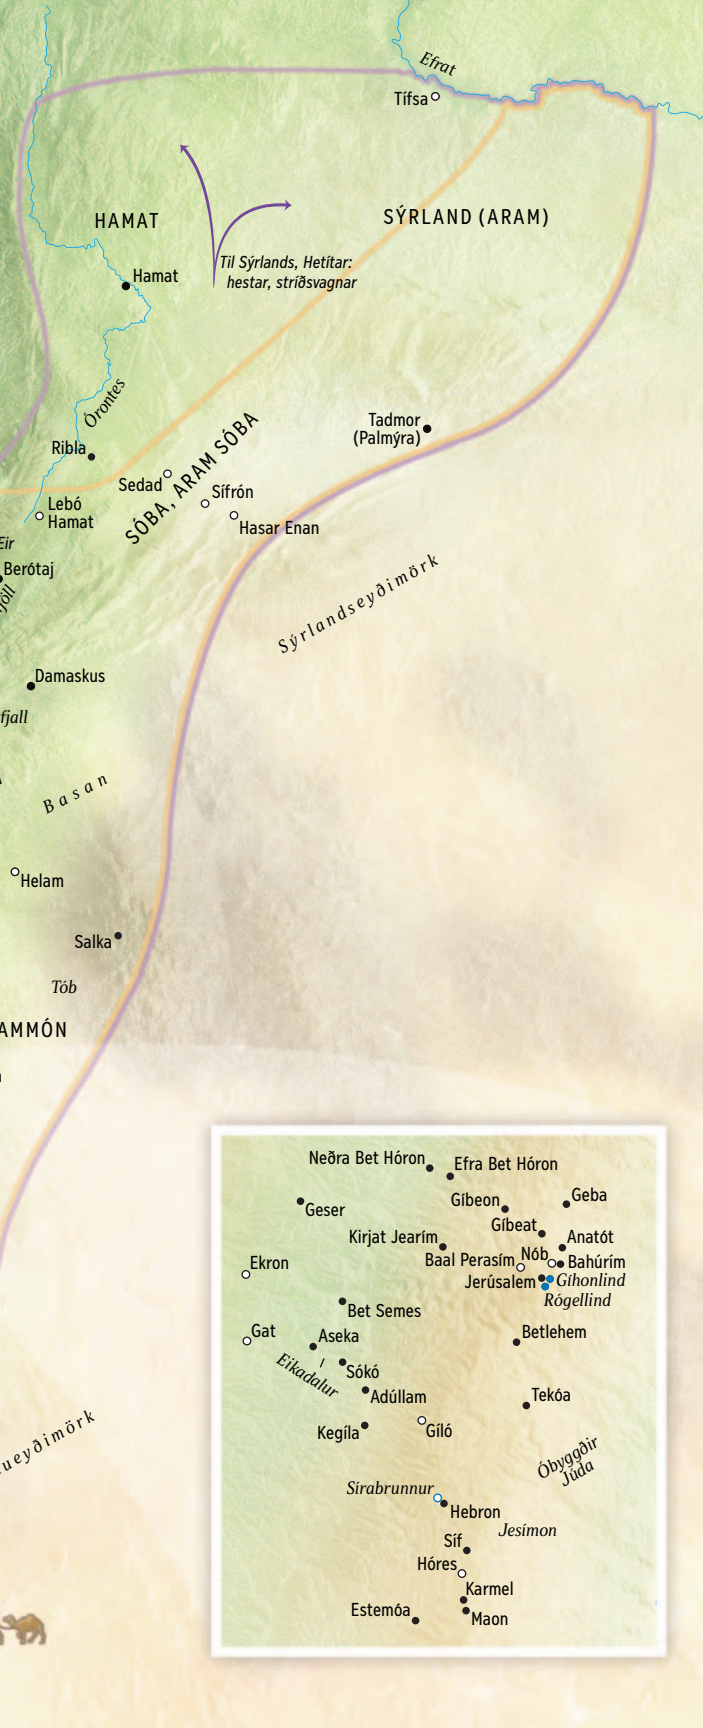 Efrat
Tífsa
HAMAT
SÝRLAND (ARAM)
Til Sýrlands, Hetítar:
hestar, stríðsvagnar
Hamat
Órontes
Tadmor
(Palmýra)
Ribla
SÓBA, ARAM SÓBA
Sedad
Sífrón
Lebó
Hamat
Hasar Enan
Eir
Berótaj
jöll
Sýrlandseyðimörk
Damaskus
fjall
Basan
Helam
Salka
Tób
AMMÓN
Neðra Bet Hóron
Efra Bet Hóron
Geser
Gíbeon
Geba
Gíbeat
Kirjat Jearím
Anatót
Ekron
Baal Perasím
Nób
Bahúrím
Jerúsalem
Gíhonlind
Rógellind
Bet Semes
Gat
Aseka
Betlehem
Eikadalur
Sókó
Adúllam
Tekóa
Kegíla
Gíló
ueyðimörk
Óbyggðir
Júda
Sírabrunnur
Hebron
Jesímon
Síf
Hóres
Karmel
Estemóa
Maon